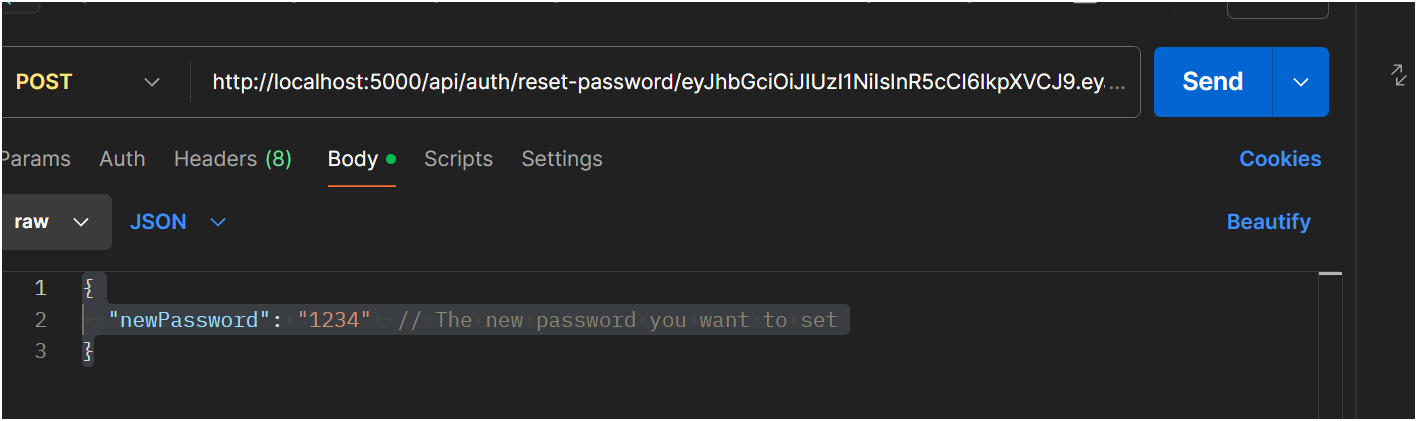 POST http://localhost:5000/api/auth/reset-password/eyJhbGciOiJIUzI1NiIsInR5cCI6IkpXVCJ9.ey... Send
Params Auth Headers (8) Body Scripts Settings Cookies
raw JSON Beautify
1 {
2 "newPassword": "1234" // The new password you want to set
3 }